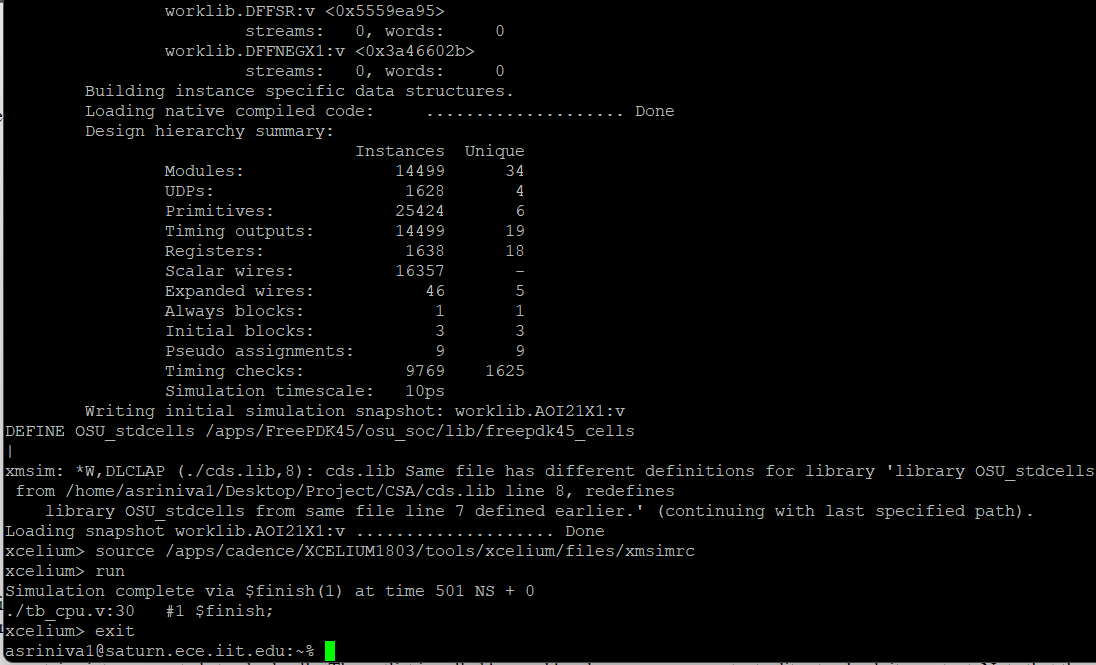 worklib.DFFSR:v <0x5559ea95>
streams:   0, words:     0
worklib.DFFNEGX1:v <0x3a46602b>
streams:   0, words:     0
Building instance specific data structures.
Loading native compiled code:     .................... Done
Design hierarchy summary:
Instances  Unique
Modules:               14499      34
UDPs:                   1628       4
Primitives:            25424       6
Timing outputs:        14499      19
Registers:              1638      18
Scalar wires:          16357       -
Expanded wires:           46       5
Always blocks:             1       1
Initial blocks:            3       3
Pseudo assignments:        9       9
Timing checks:          9769    1625
Simulation timescale:   10ps
Writing initial simulation snapshot: worklib.AOI21X1:v
DEFINE OSU_stdcells /apps/FreePDK45/osu_soc/lib/freepdk45_cells
|
xmsim: *W,DLCLAP (./cds.lib,8): cds.lib Same file has different definitions for library 'library OSU_stdcells
from /home/asriniva1/Desktop/Project/CSA/cds.lib line 8, redefines
library OSU_stdcells from same file line 7 defined earlier.' (continuing with last specified path).
Loading snapshot worklib.AOI21X1:v .................... Done
xcelium> source /apps/cadence/XCELIUM1803/tools/xcelium/files/xmsimrc
xcelium> run
Simulation complete via $finish(1) at time 501 NS + 0
./tb_cpu.v:30   #1 $finish;
xcelium> exit
asriniva1@saturn.ece.iit.edu:~%